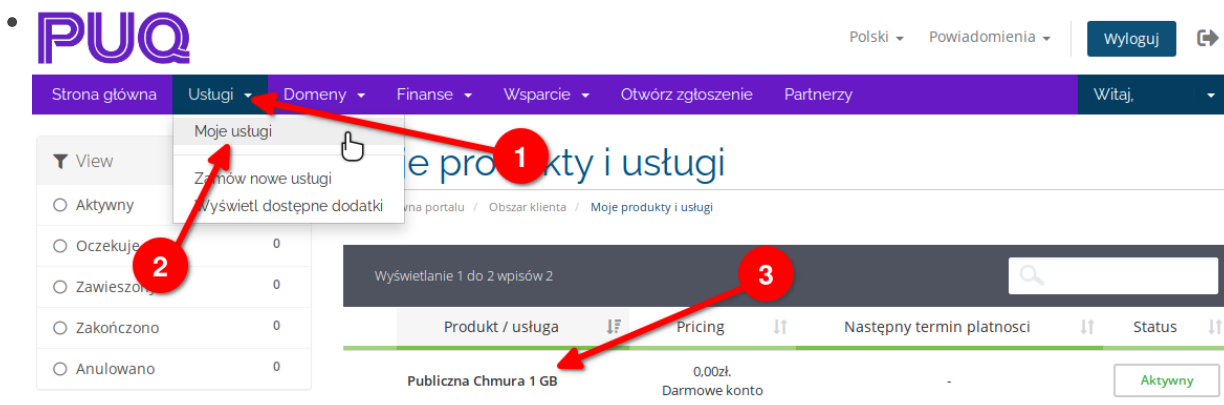 PUQ
Polski Powiadomienia Wyloguj
Strona główna Usługi Domeny Finanse Wsparcie Otwórz zgłoszenie Partnerzy Witaj,
Moje usługi
View
1
je pro kty i usługi
Zamów nowe usługi
Aktywny
Wyświetl dostępne dodatki
wna portalu / Obszar klienta / Moje produkty i usługi
Oczekuje 0
2
Wyświetlanie 1 do 2 wpisów 2
3
Zawieszony 0
Zakończono 0
Produkt / usługa Pricing Następny termin platnosci Status
Anulowano 0
Publiczna Chmura 1 GB
0,00zł.
Darmowe konto
-
Aktywny